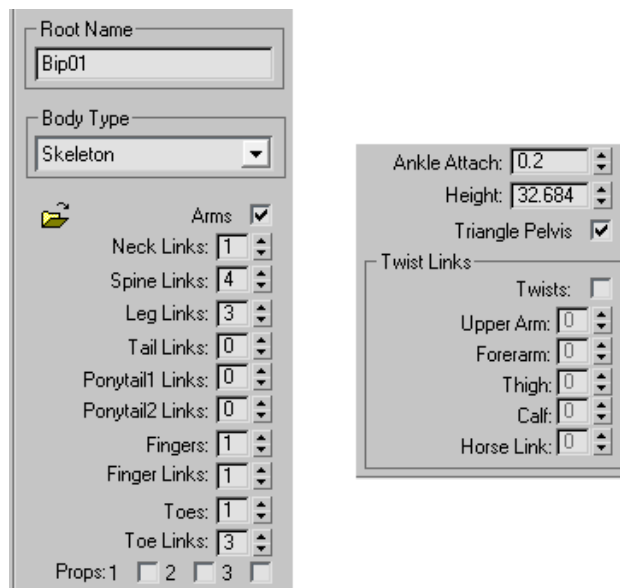 Root Name
Bip01
Body Type
Skeleton
Arms
Neck Links: 1
Spine Links: 4
Leg Links: 3
Tail Links: 0
Ponytail1 Links: 0
Ponytail2 Links: 0
Fingers: 1
Finger Links: 1
Toes: 1
Toe Links: 3
Props: 1 2 3
Ankle Attach: 0.2
Height: 32.684
Triangle Pelvis
Twist Links
Twists:
Upper Arm: 0
Forerarm: 0
Thigh: 0
Calf: 0
Horse Link: 0